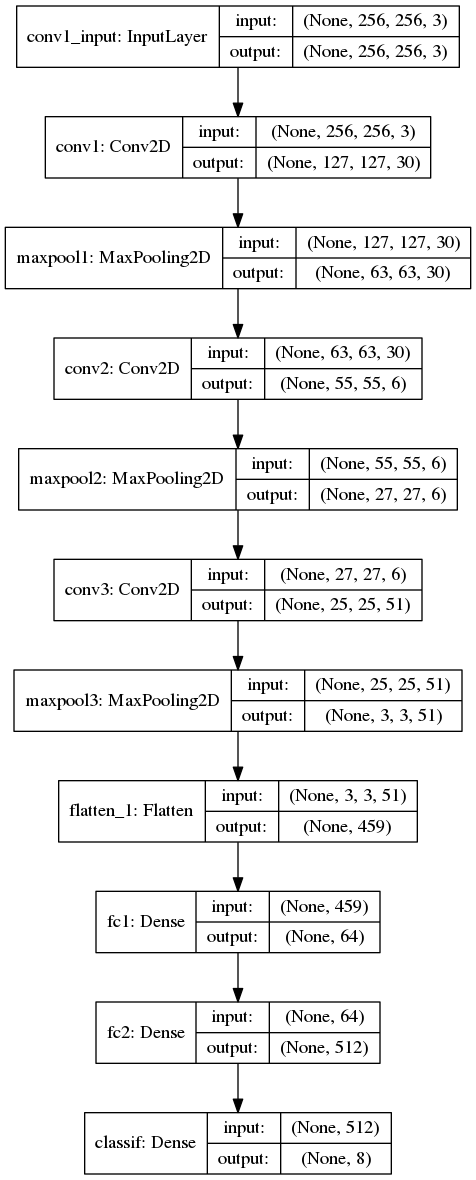 conv1_input: InputLayer
input: (None, 256, 256, 3)
output: (None, 256, 256, 3)
conv1: Conv2D
input: (None, 256, 256, 3)
output: (None, 127, 127, 30)
maxpool1: MaxPooling2D
input: (None, 127, 127, 30)
output: (None, 63, 63, 30)
conv2: Conv2D
input: (None, 63, 63, 30)
output: (None, 55, 55, 6)
maxpool2: MaxPooling2D
input: (None, 55, 55, 6)
output: (None, 27, 27, 6)
conv3: Conv2D
input: (None, 27, 27, 6)
output: (None, 25, 25, 51)
maxpool3: MaxPooling2D
input: (None, 25, 25, 51)
output: (None, 3, 3, 51)
flatten_1: Flatten
input: (None, 3, 3, 51)
output: (None, 459)
fc1: Dense
input: (None, 459)
output: (None, 64)
fc2: Dense
input: (None, 64)
output: (None, 512)
classif: Dense
input: (None, 512)
output: (None, 8)